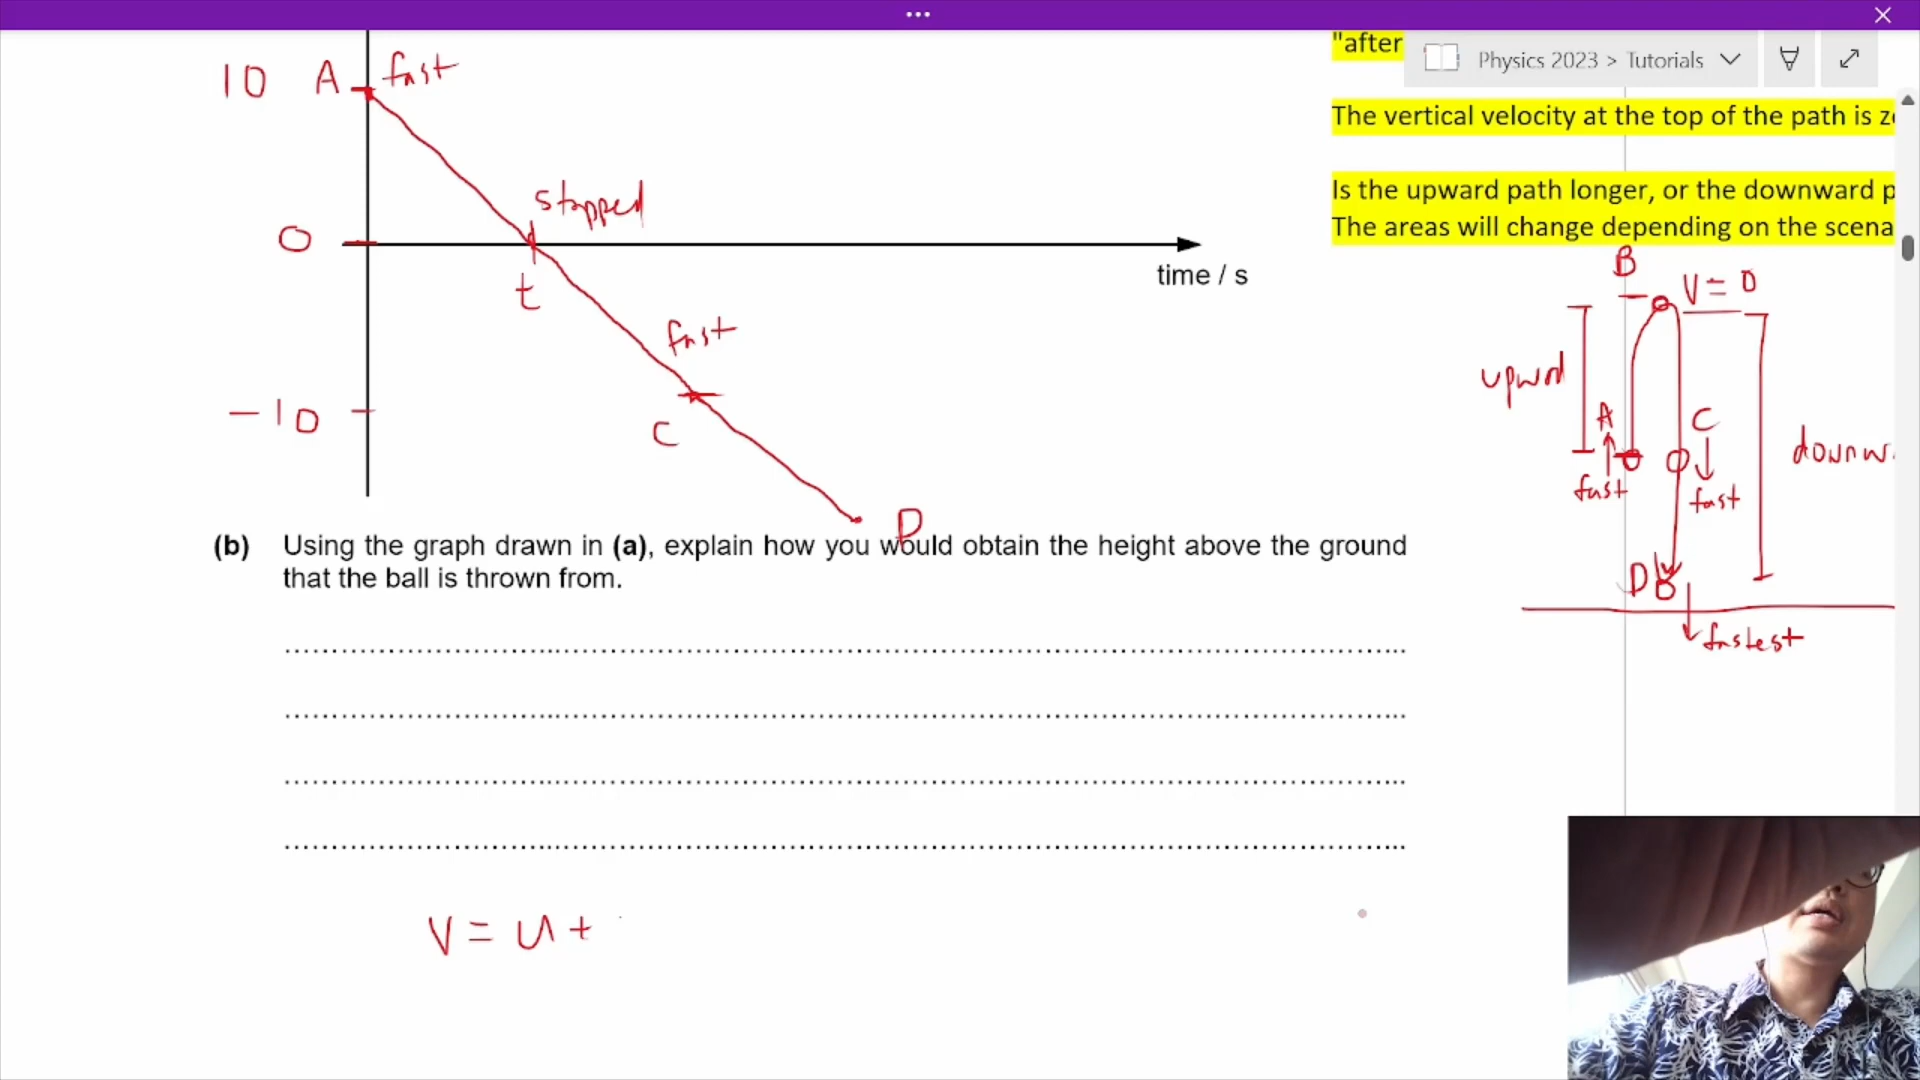 "after
Physics 2023 > Tutorials
10 A fast
The vertical velocity at the top of the path is z
Is the upward path longer, or the downward p
The areas will change depending on the scena
stopped
0
time / s
t
B
V = 0
upwrd
fast
A
C
downw
-10
C
fast
fast
D
D
fastest
(b) Using the graph drawn in (a), explain how you would obtain the height above the ground
that the ball is thrown from.
v = u +